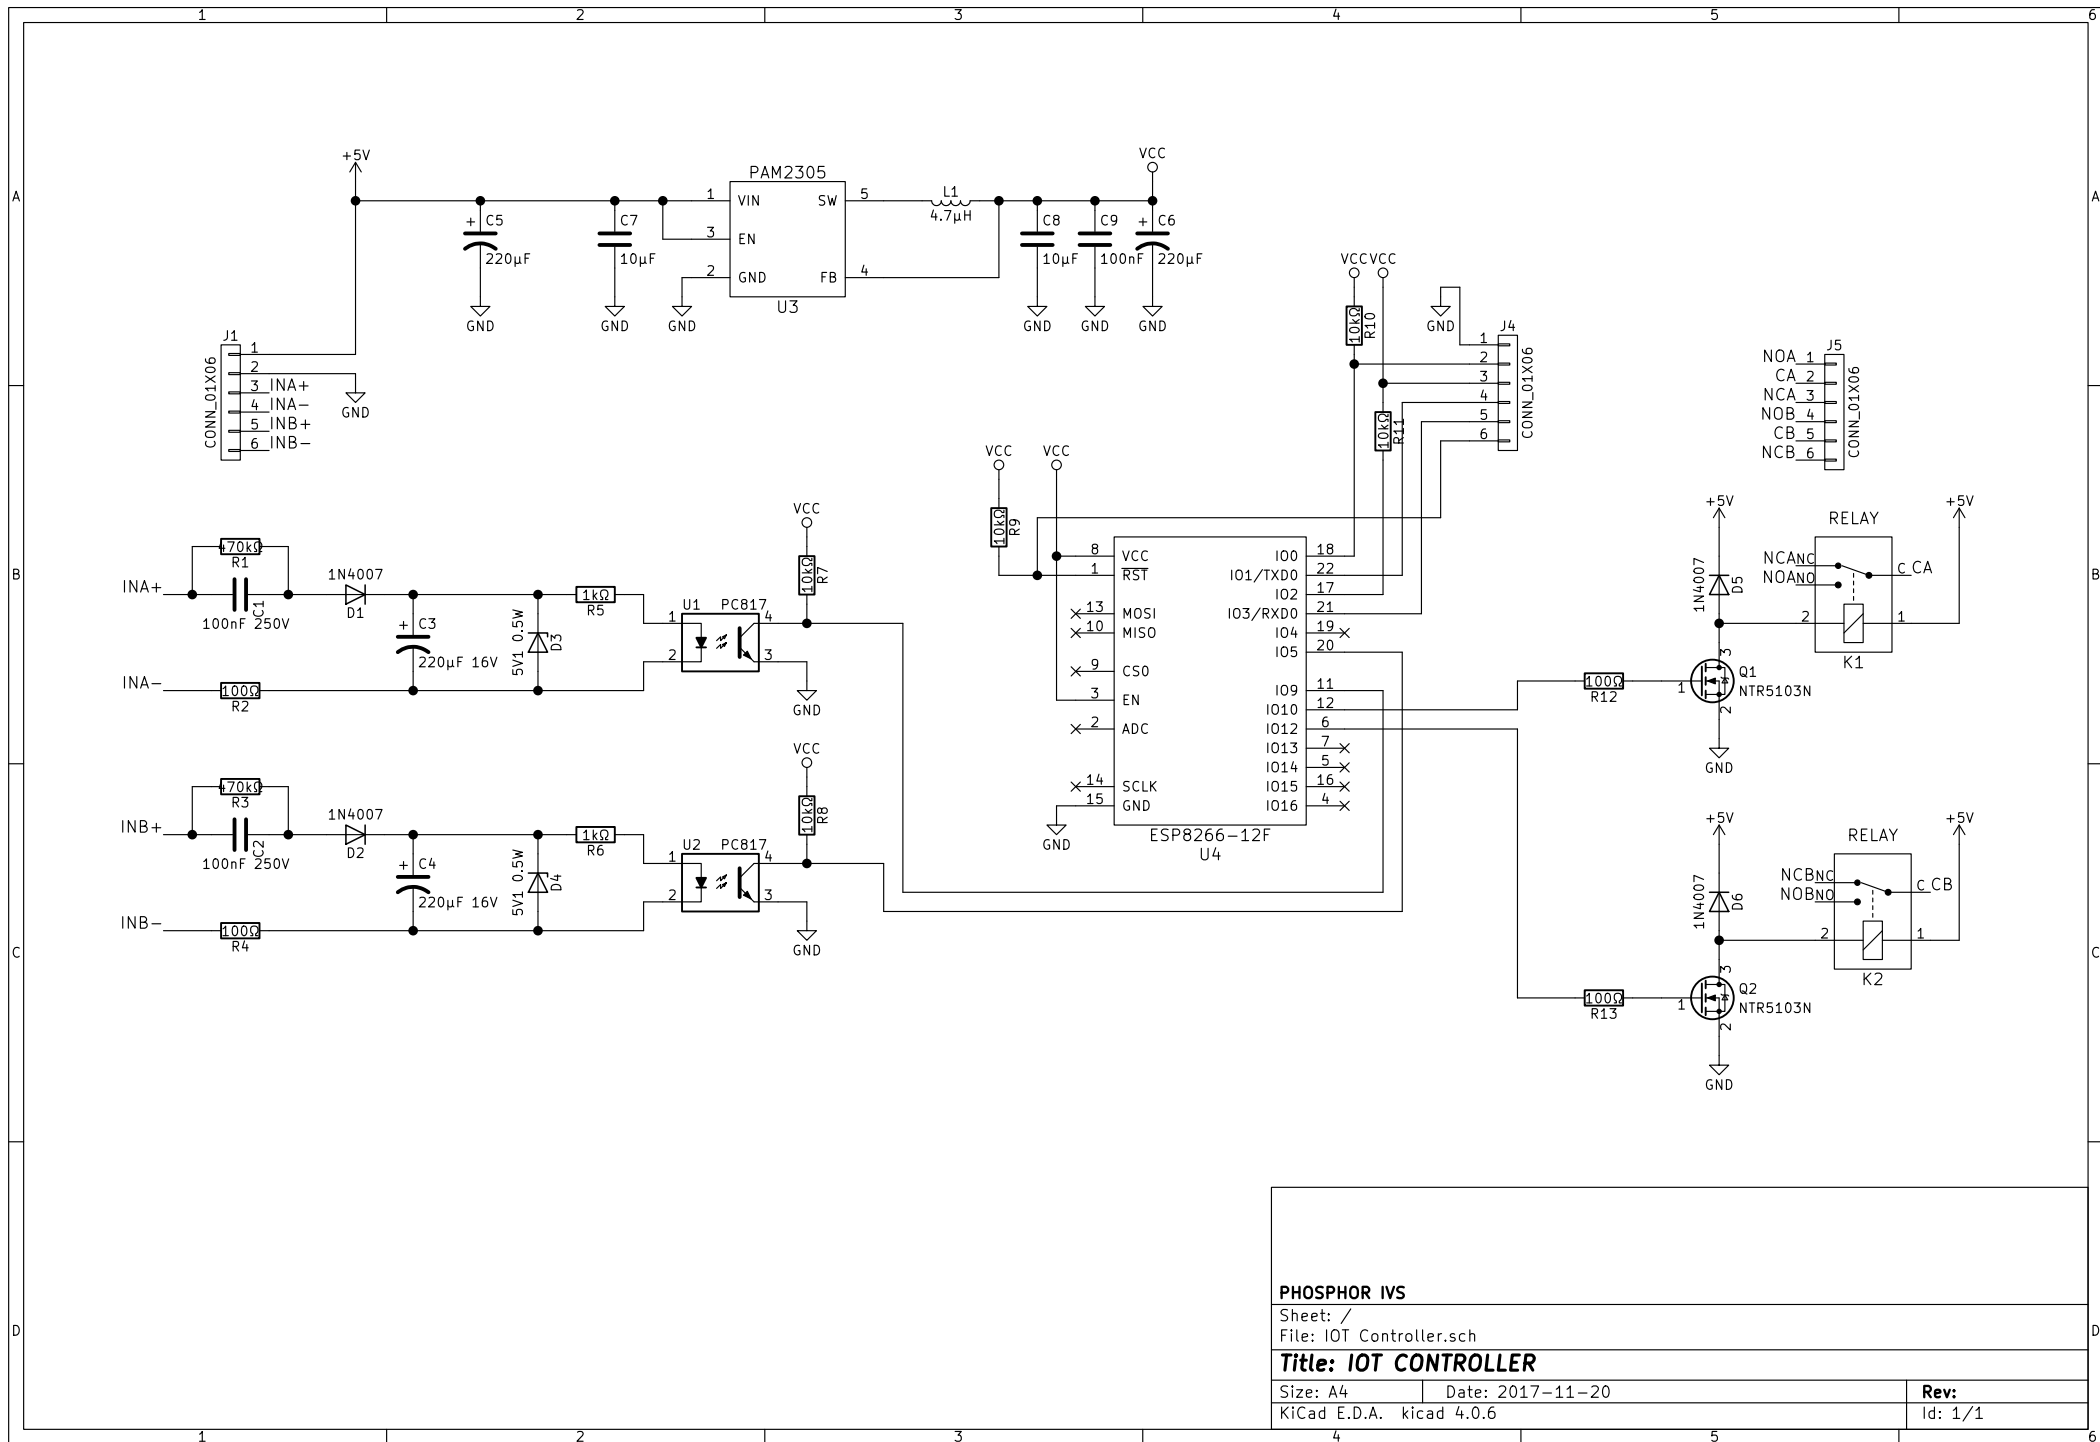 1 2 3 4 5 6
A A
B B
C C
D D
1 2 3 4 5 6
+5V
+ C5
220µF
GND
C7
10µF
GND
PAM2305
1 VIN SW 5
3 EN
2 GND FB 4
U3
GND
L1
4.7µH
C8
10µF
GND
C9
100nF
GND
VCC
+ C6
220µF
GND
J1
CONN_01X06
1
2
3 INA+
4 INA-
5 INB+
6 INB-
GND
INA+
INA-
470kΩ
R1
C1
100nF 250V
1N4007
D1
+ C3
220µF 16V
5V1 0.5W
D3
1kΩ
R5
100Ω
R2
U1 PC817
1 4
2 3
VCC
10kΩ
R7
GND
INB+
INB-
470kΩ
R3
C2
100nF 250V
1N4007
D2
+ C4
220µF 16V
5V1 0.5W
D4
1kΩ
R6
100Ω
R4
U2 PC817
1 4
2 3
VCC
10kΩ
R8
GND
VCC
VCC
10kΩ
R9
8 VCC IO0 18
1 RST IO1/TXD0 22
IO2 17
13 MOSI IO3/RXD0 21
10 MISO IO4 19
IO5 20
9 CS0
3 EN IO9 11
IO10 12
2 ADC IO12 6
IO13 7
IO14 5
14 SCLK IO15 16
15 GND IO16 4
ESP8266-12F
U4
GND
VCC VCC
10kΩ
R10
10kΩ
R11
GND
J4
1
2
3
4
5
6
CONN_01X06
J5
NOA 1
CA 2
NCA 3
NOB 4
CB 5
NCB 6
CONN_01X06
+5V
1N4007
D5
RELAY
NCA NC
NOA NO
C CA
2 1
K1
+5V
100Ω
R12
1
3
2
Q1
NTR5103N
GND
+5V
1N4007
D6
RELAY
NCB NC
NOB NO
C CB
2 1
K2
+5V
100Ω
R13
1
3
2
Q2
NTR5103N
GND
PHOSPHOR IVS
Sheet: /
File: IOT Controller.sch
Title: IOT CONTROLLER
Size: A4 Date: 2017-11-20 Rev:
KiCad E.D.A. kicad 4.0.6 Id: 1/1